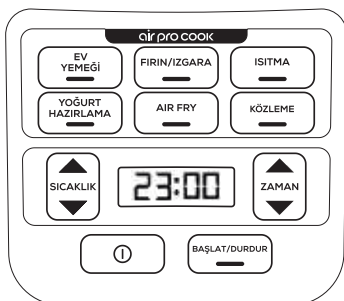 air pro cook
EV
YEMEĞİ
FIRIN/IZGARA
ISITMA
YOĞURT
HAZIRLAMA
AIR FRY
KÖZLEME
SICAKLIK
23:00
ZAMAN
BAŞLAT/DURDUR